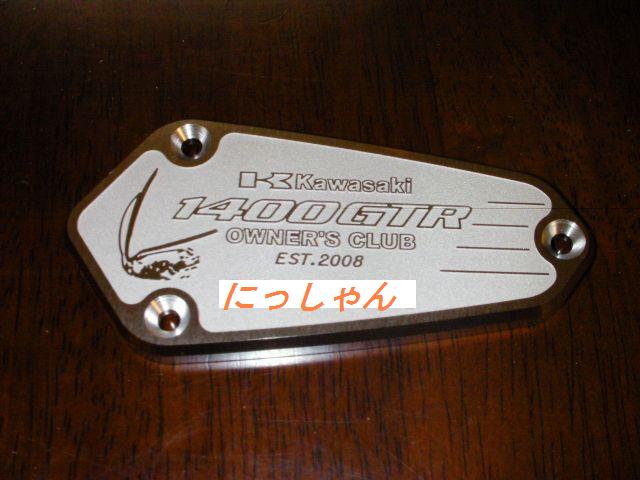 Kawasaki
1400GTR
OWNER'S CLUB
EST.2008
にっしゃん